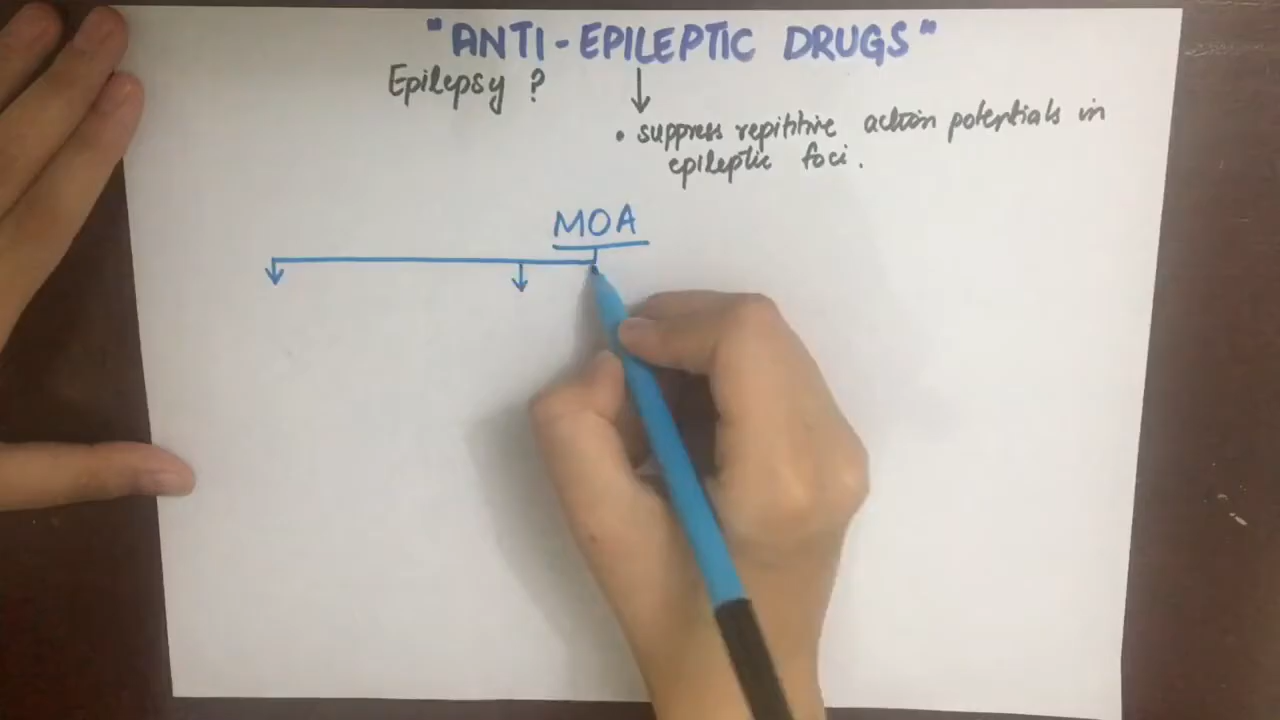 "ANTI-EPILEPTIC DRUGS"
Epilepsy ?
• suppress repititive action potentials in
epileptic foci.
MOA